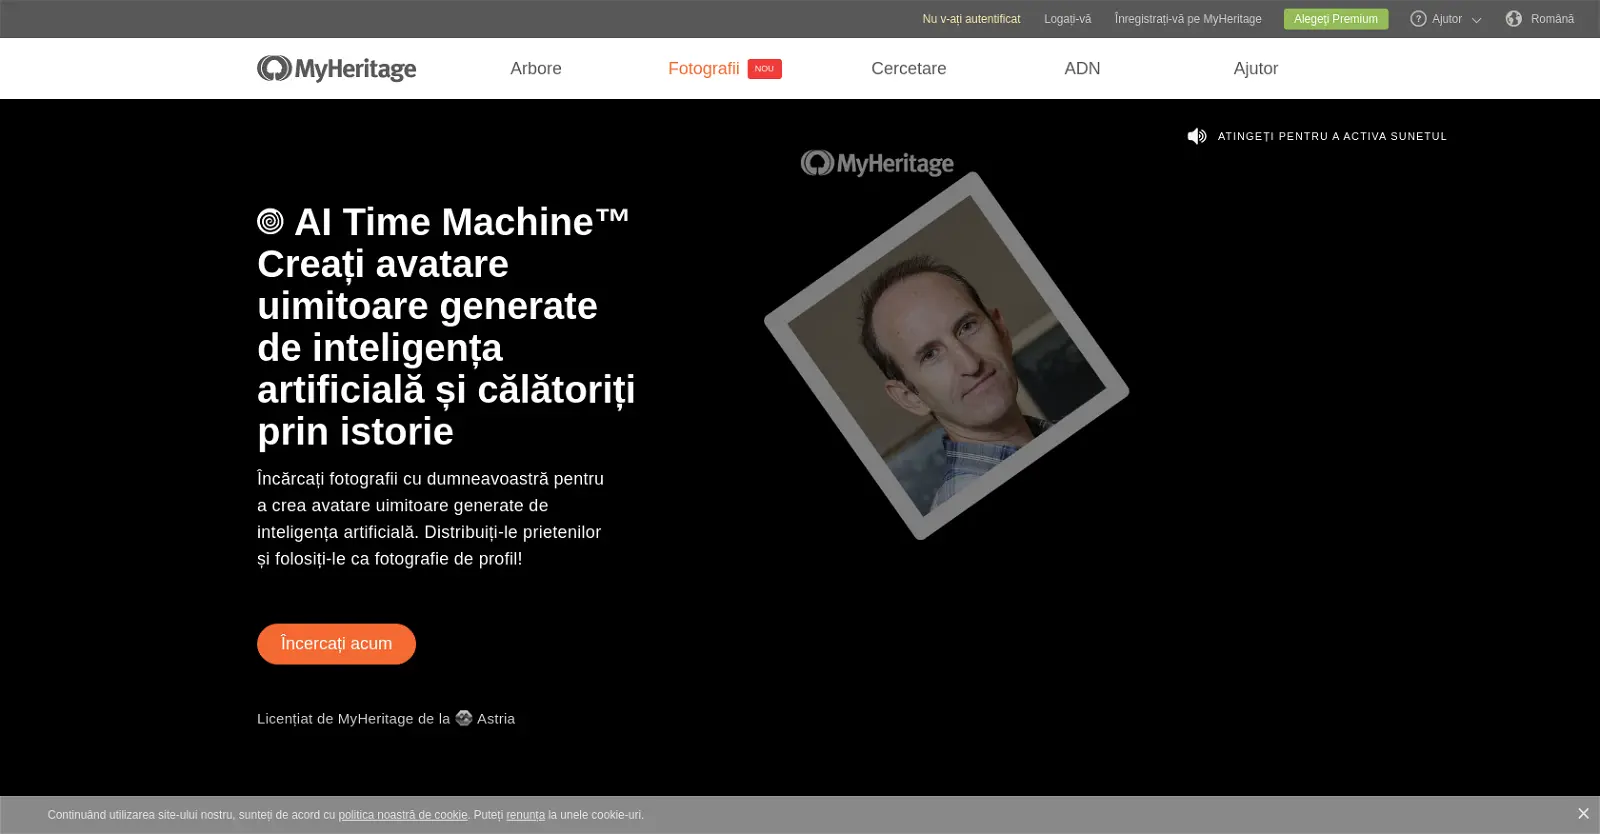 Nu v-ați autentificat
Logați-vă
Înregistrați-vă pe MyHeritage
Alegeți Premium
Ajutor
Română
MyHeritage
Arbore
Fotografii NOU
Cercetare
ADN
Ajutor
ATINGEȚI PENTRU A ACTIVA SUNETUL
MyHeritage
AI Time Machine™
Creați avatare
uimitoare generate
de inteligența
artificială și călătoriți
prin istorie
Încărcați fotografii cu dumneavoastră pentru
a crea avatare uimitoare generate de
inteligența artificială. Distribuiți-le prietenilor
și folosiți-le ca fotografie de profil!
Încercați acum
Licențiat de MyHeritage de la Astria
Continuând utilizarea site-ului nostru, sunteți de acord cu politica noastră de cookie. Puteți renunța la unele cookie-uri.